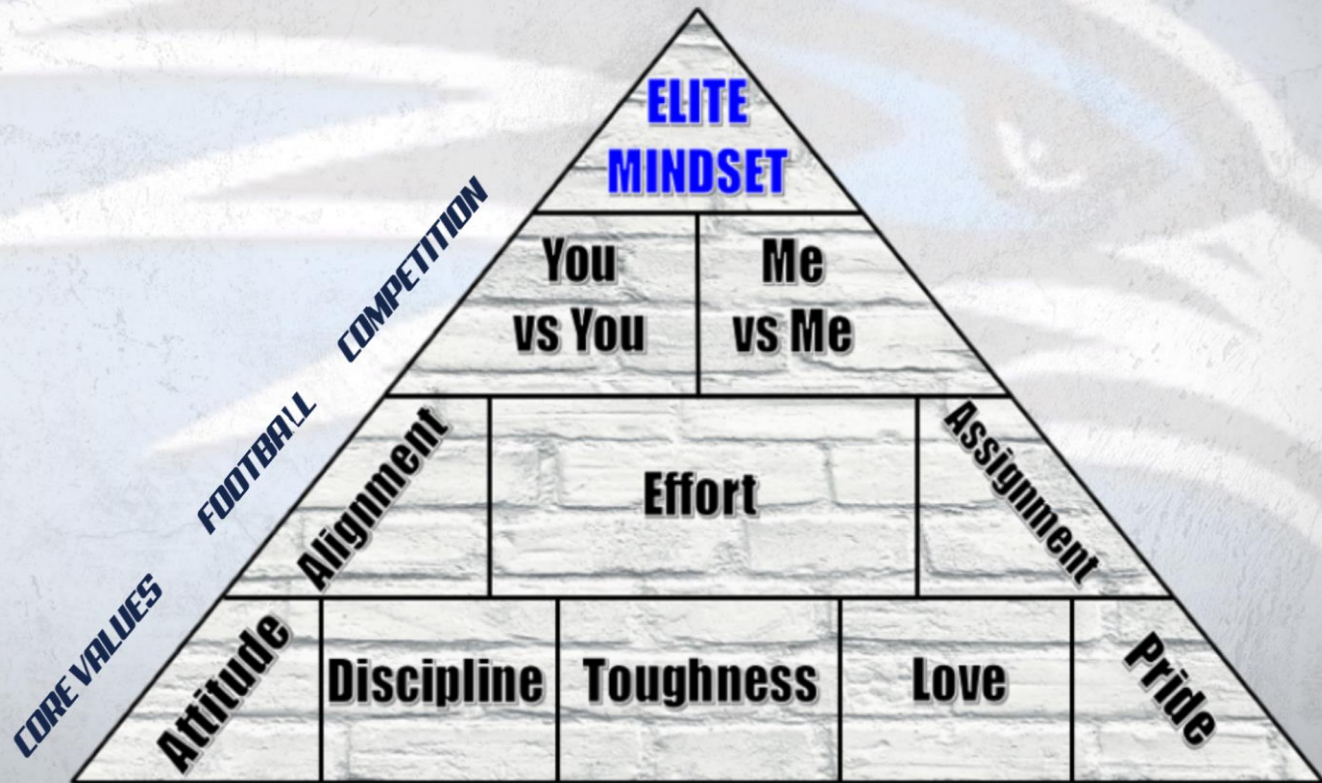 ELITE
MINDSET
COMPETITION
You
vs You
Me
vs Me
FOOTBALL
Alignment
Effort
Assignment
CORE VALUES
Attitude
Discipline
Toughness
Love
Pride